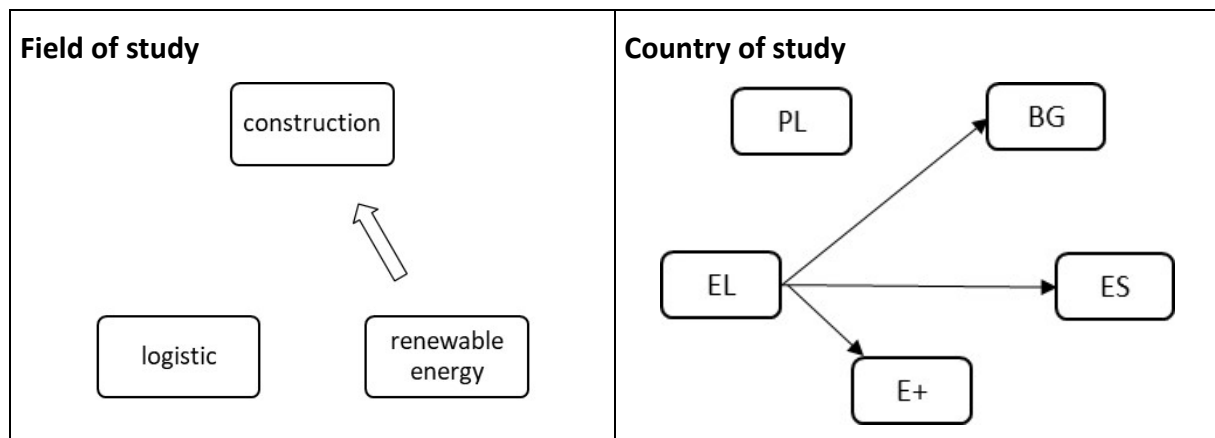 Field of study
construction
logistic
renewable
energy
Country of study
PL
BG
EL
ES
E+